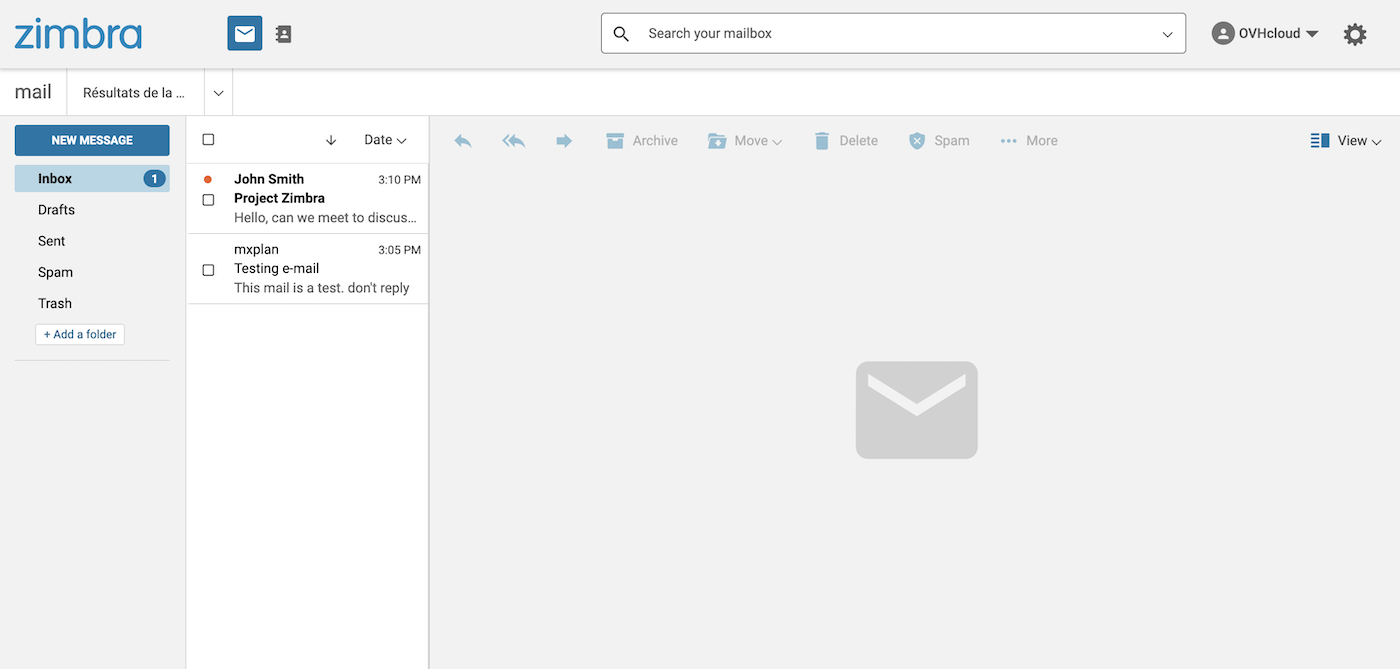 zimbra
Search your mailbox
OVHcloud
mail
Résultats de la ...
NEW MESSAGE
Inbox
1
Drafts
Sent
Spam
Trash
+ Add a folder
Date
John Smith 3:10 PM
Project Zimbra
Hello, can we meet to discus...
mxplan 3:05 PM
Testing e-mail
This mail is a test. don't reply
Archive Move Delete Spam More
View